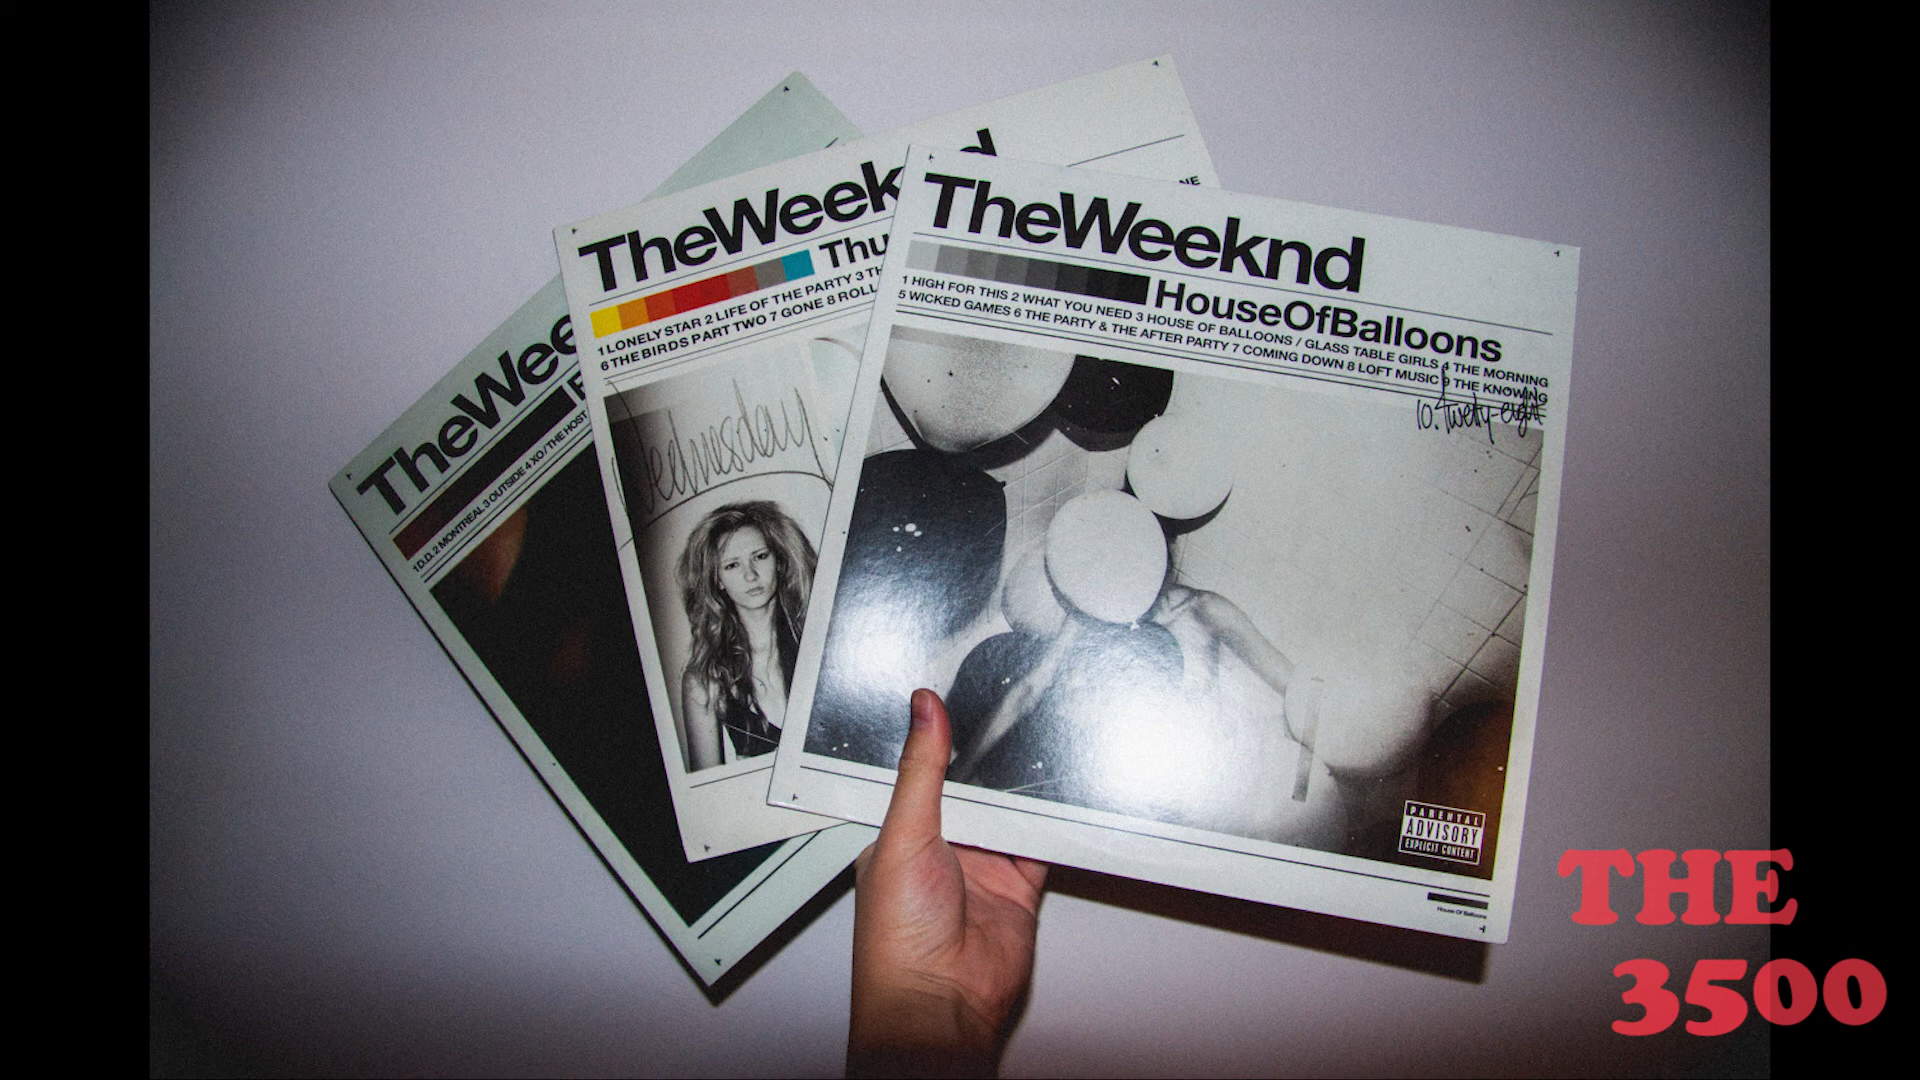 TheWee
1 D.D. 2 MONTREAL 3 OUTSIDE 4 XO / THE HOST
TheWeek
Thu
1 LONELY STAR 2 LIFE OF THE PARTY 3 TH
6 THE BIRDS PART TWO 7 GONE 8 ROLL
Wednesday
TheWeeknd
HouseOfBalloons
1 HIGH FOR THIS 2 WHAT YOU NEED 3 HOUSE OF BALLOONS / GLASS TABLE GIRLS 4 THE MORNING
5 WICKED GAMES 6 THE PARTY & THE AFTER PARTY 7 COMING DOWN 8 LOFT MUSIC 9 THE KNOWING
10. twenty-eight
PARENTAL
ADVISORY
EXPLICIT CONTENT
House Of Balloons
THE
3500